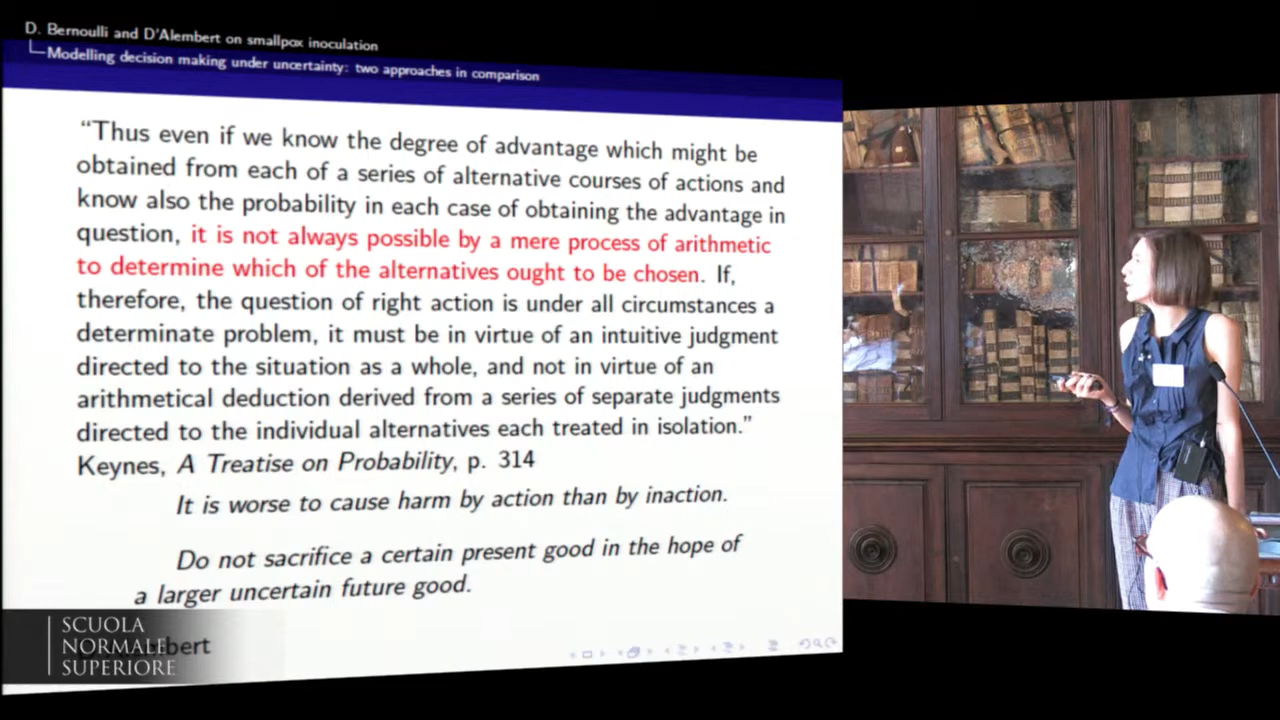 D. Bernoulli and D'Alembert on smallpox inoculation
Modelling decision making under uncertainty: two approaches in comparison
“Thus even if we know the degree of advantage which might be
obtained from each of a series of alternative courses of actions and
know also the probability in each case of obtaining the advantage in
question, it is not always possible by a mere process of arithmetic
to determine which of the alternatives ought to be chosen. If,
therefore, the question of right action is under all circumstances a
determinate problem, it must be in virtue of an intuitive judgment
directed to the situation as a whole, and not in virtue of an
arithmetical deduction derived from a series of separate judgments
directed to the individual alternatives each treated in isolation.”
Keynes, A Treatise on Probability, p. 314
It is worse to cause harm by action than by inaction.
Do not sacrifice a certain present good in the hope of
a larger uncertain future good.
SCUOLA
NORMALE
SUPERIORE